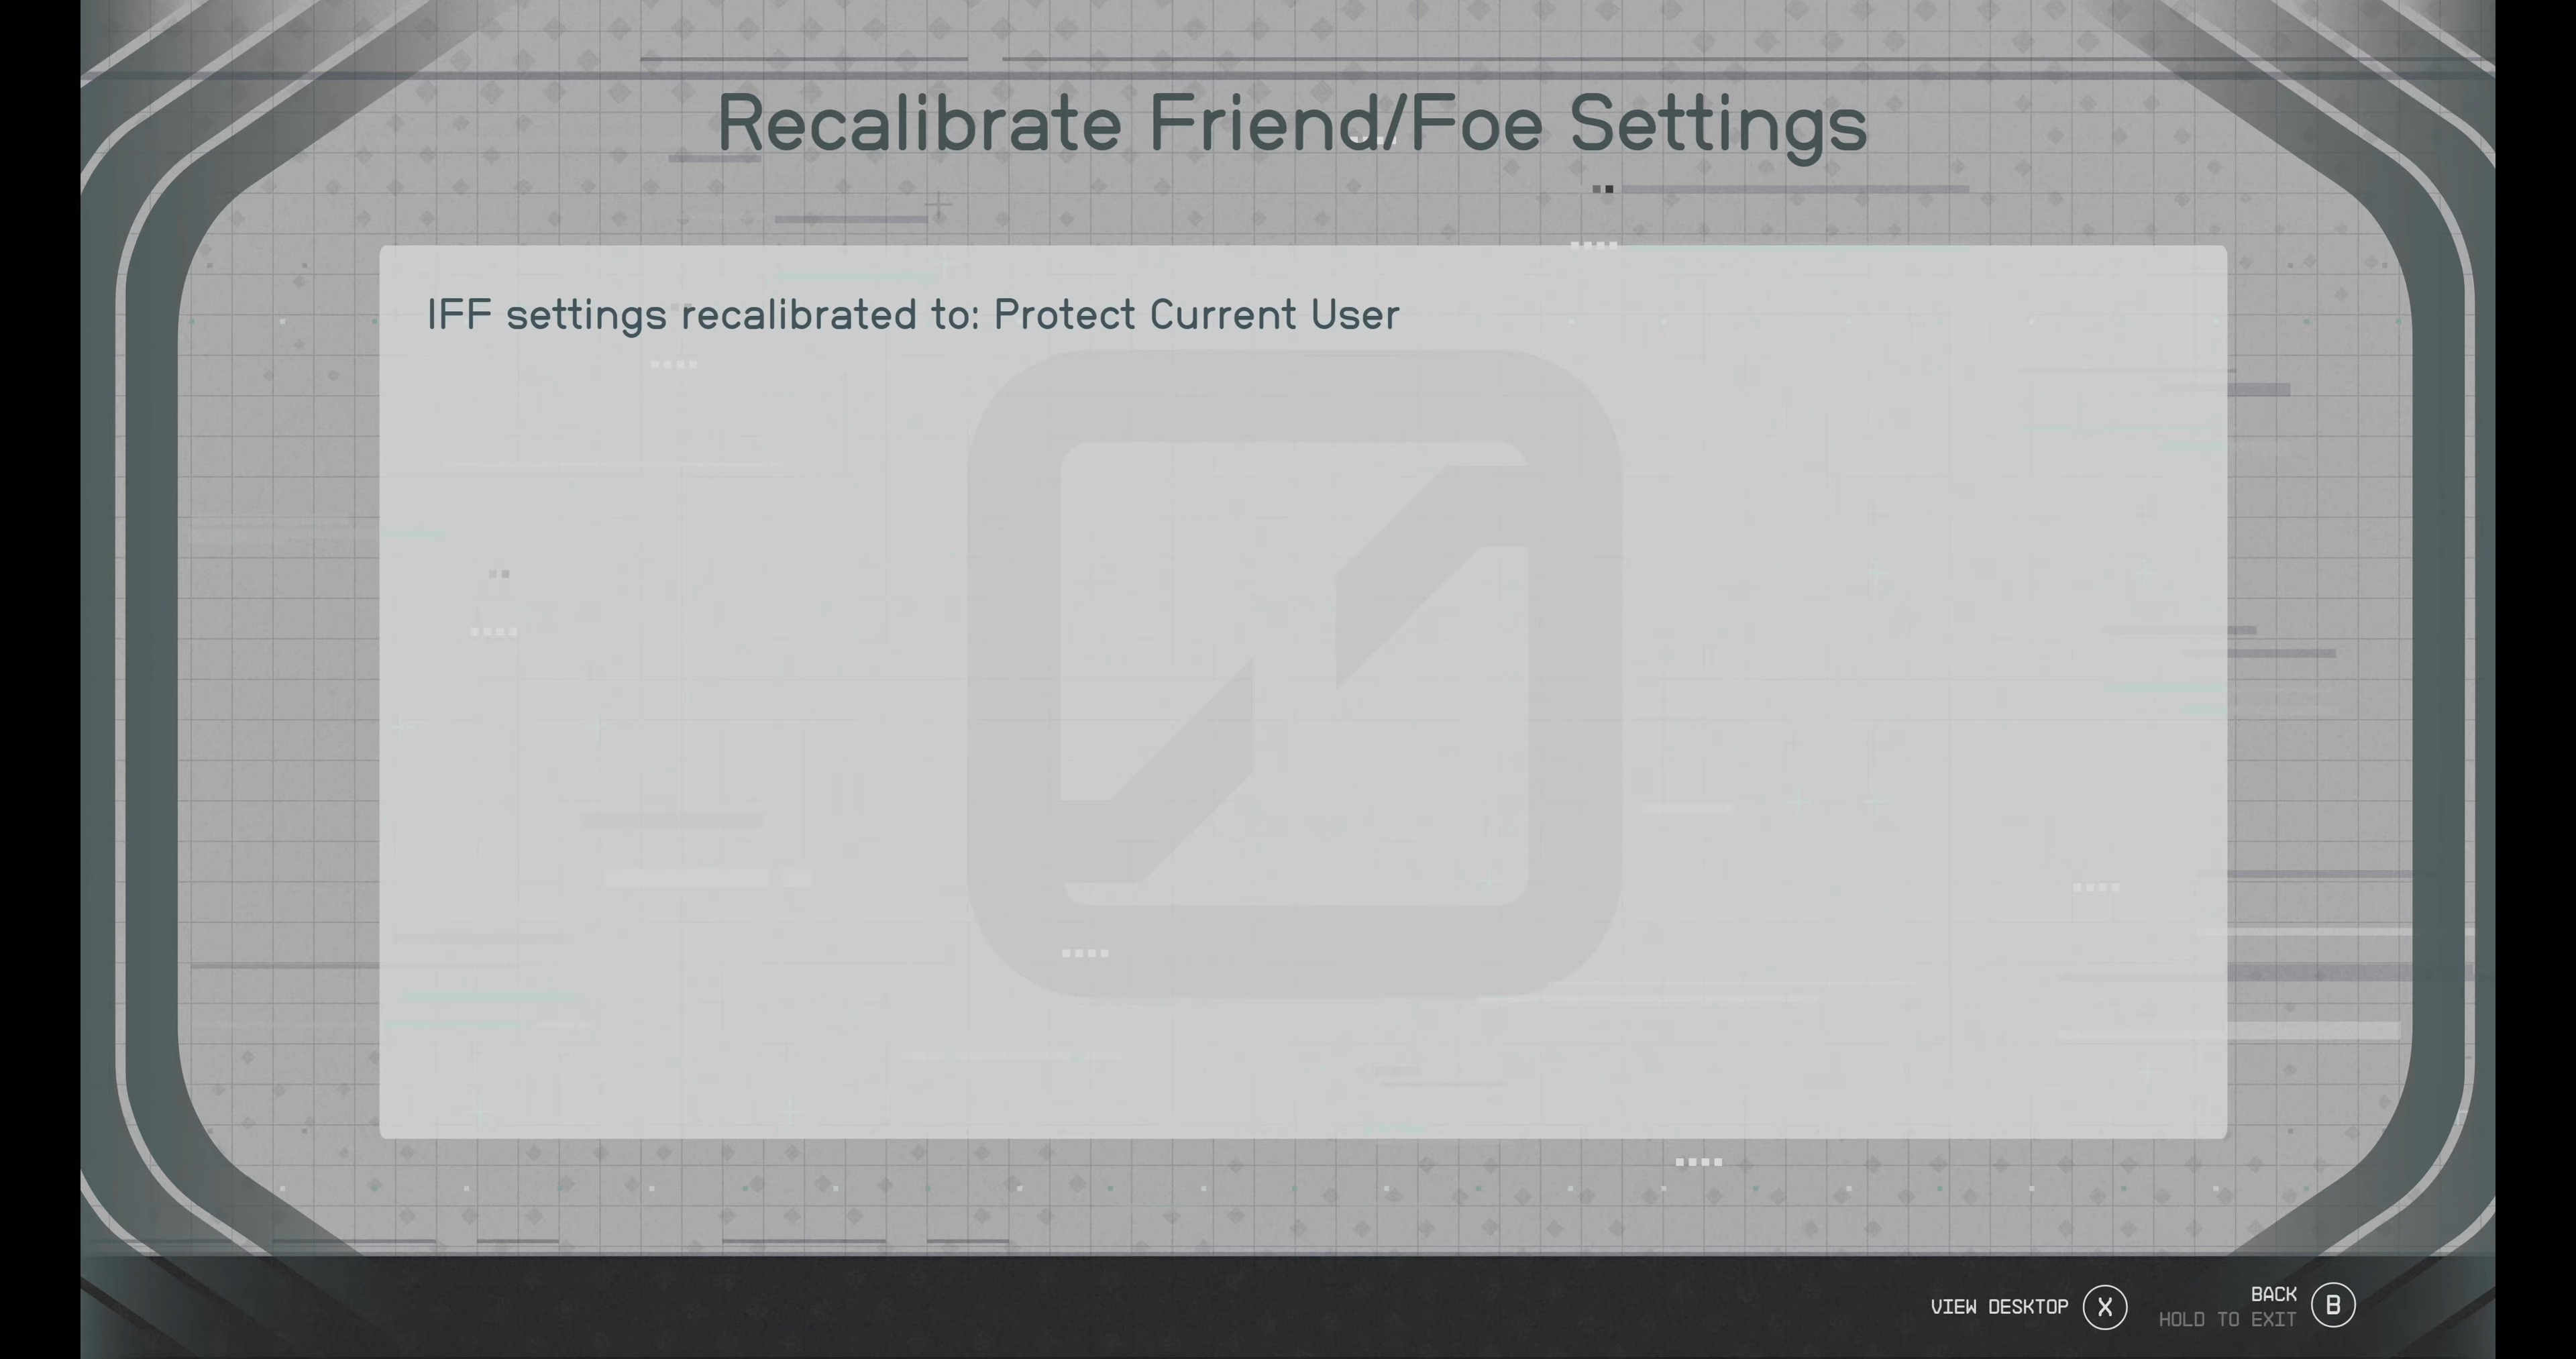 Recalibrate Friend/Foe Settings
IFF settings recalibrated to: Protect Current User
VIEW DESKTOP X
BACK
HOLD TO EXIT B